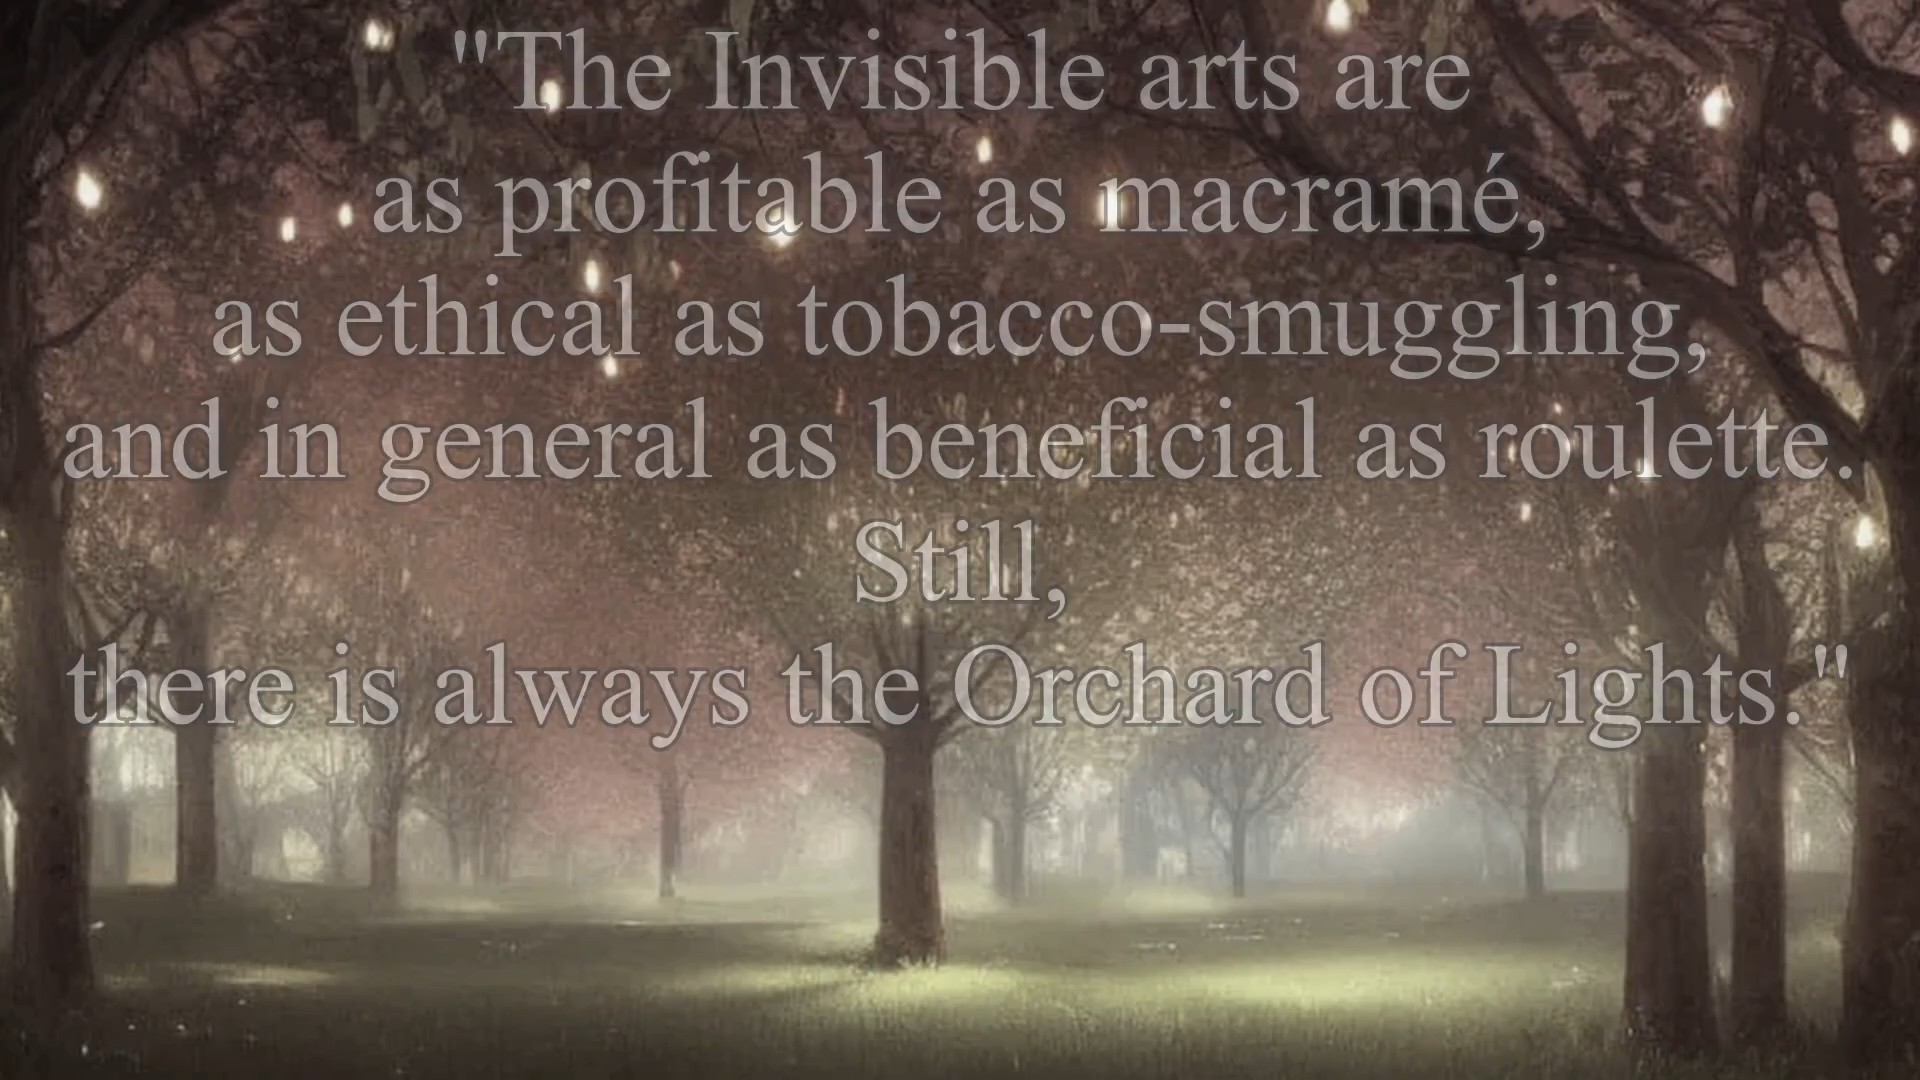 "The Invisible arts are
as profitable as macramé,
as ethical as tobacco-smuggling,
and in general as beneficial as roulette.
Still,
there is always the Orchard of Lights."